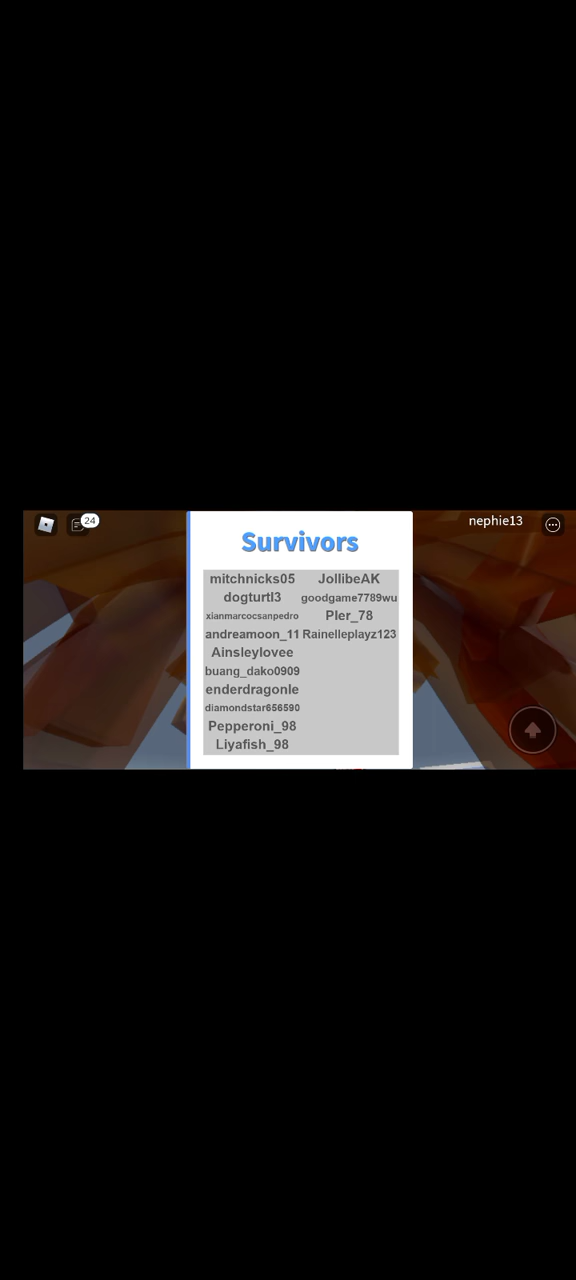 24
nephie13
Survivors
mitchnicks05 JollibeAK
dogturtl3 goodgame7789wu
xianmarcocsanpedro Pler_78
andreamoon_11 Rainelleplayz123
Ainsleylovee
buang_dako0909
enderdragonle
diamondstar656590
Pepperoni_98
Liyafish_98